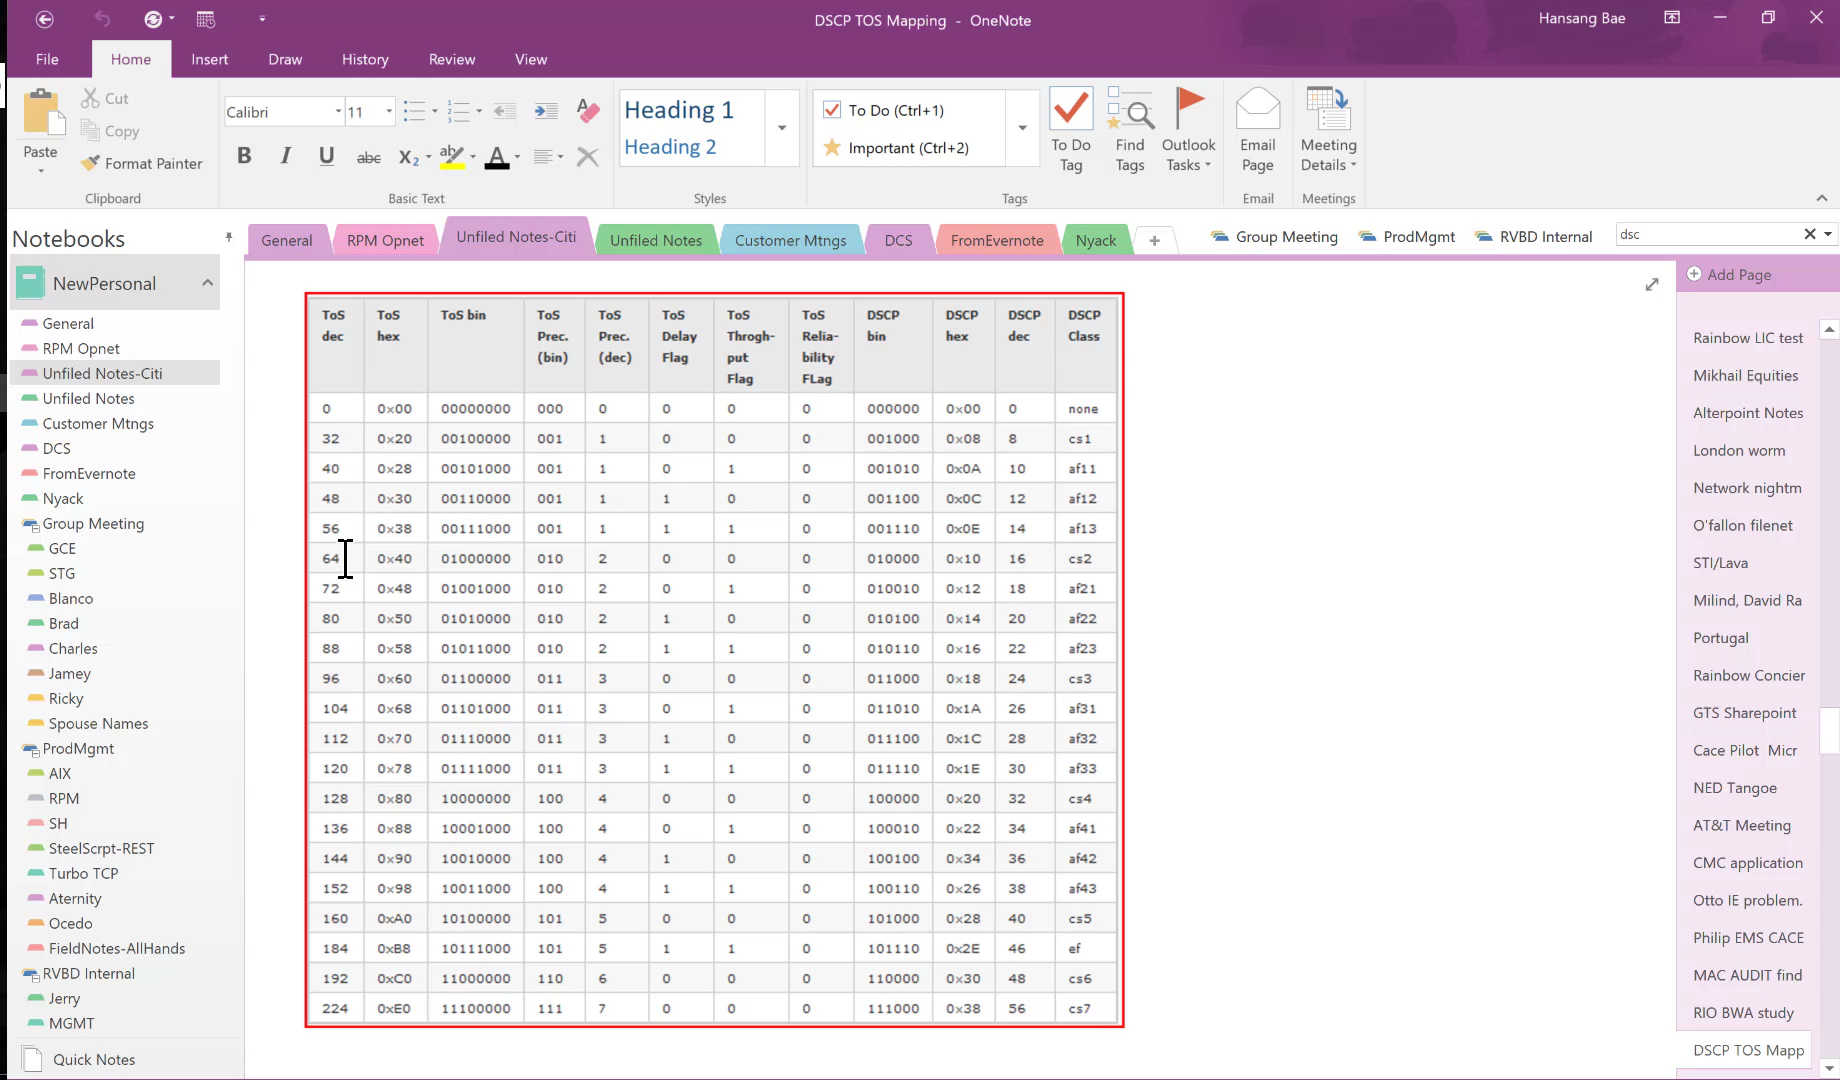 DSCP TOS Mapping - OneNote
Hansang Bae
File Home Insert Draw History Review View
Paste
Cut
Copy
Format Painter
Clipboard
Calibri 11
B I U abc X₂ ab A
Basic Text
Heading 1
Heading 2
Styles
To Do (Ctrl+1)
Important (Ctrl+2)
Tags
To Do
Tag
Find
Tags
Outlook
Tasks
Email
Page
Email
Meeting
Details
Meetings
Notebooks
General RPM Opnet Unfiled Notes-Citi Unfiled Notes Customer Mtngs DCS FromEvernote Nyack + Group Meeting ProdMgmt RVBD Internal
dsc
NewPersonal
General
RPM Opnet
Unfiled Notes-Citi
Unfiled Notes
Customer Mtngs
DCS
FromEvernote
Nyack
Group Meeting
GCE
STG
Blanco
Brad
Charles
Jamey
Ricky
Spouse Names
ProdMgmt
AIX
RPM
SH
SteelScrpt-REST
Turbo TCP
Aternity
Ocedo
FieldNotes-AllHands
RVBD Internal
Jerry
MGMT
Quick Notes
ToS dec ToS hex ToS bin ToS Prec. (bin) ToS Prec. (dec) ToS Delay Flag ToS Throgh-put Flag ToS Relia-bility FLag DSCP bin DSCP hex DSCP dec DSCP Class
0 0x00 00000000 000 0 0 0 0 000000 0x00 0 none
32 0x20 00100000 001 1 0 0 0 001000 0x08 8 cs1
40 0x28 00101000 001 1 0 1 0 001010 0x0A 10 af11
48 0x30 00110000 001 1 1 0 0 001100 0x0C 12 af12
56 0x38 00111000 001 1 1 1 0 001110 0x0E 14 af13
64 0x40 01000000 010 2 0 0 0 010000 0x10 16 cs2
72 0x48 01001000 010 2 0 1 0 010010 0x12 18 af21
80 0x50 01010000 010 2 1 0 0 010100 0x14 20 af22
88 0x58 01011000 010 2 1 1 0 010110 0x16 22 af23
96 0x60 01100000 011 3 0 0 0 011000 0x18 24 cs3
104 0x68 01101000 011 3 0 1 0 011010 0x1A 26 af31
112 0x70 01110000 011 3 1 0 0 011100 0x1C 28 af32
120 0x78 01111000 011 3 1 1 0 011110 0x1E 30 af33
128 0x80 10000000 100 4 0 0 0 100000 0x20 32 cs4
136 0x88 10001000 100 4 0 1 0 100010 0x22 34 af41
144 0x90 10010000 100 4 1 0 0 100100 0x34 36 af42
152 0x98 10011000 100 4 1 1 0 100110 0x26 38 af43
160 0xA0 10100000 101 5 0 0 0 101000 0x28 40 cs5
184 0xB8 10111000 101 5 1 1 0 101110 0x2E 46 ef
192 0xC0 11000000 110 6 0 0 0 110000 0x30 48 cs6
224 0xE0 11100000 111 7 0 0 0 111000 0x38 56 cs7
Add Page
Rainbow LIC test
Mikhail Equities
Alterpoint Notes
London worm
Network nightm
O'fallon filenet
STI/Lava
Milind, David Ra
Portugal
Rainbow Concier
GTS Sharepoint
Cace Pilot Micr
NED Tangoe
AT&T Meeting
CMC application
Otto IE problem.
Philip EMS CACE
MAC AUDIT find
RIO BWA study
DSCP TOS Mapp